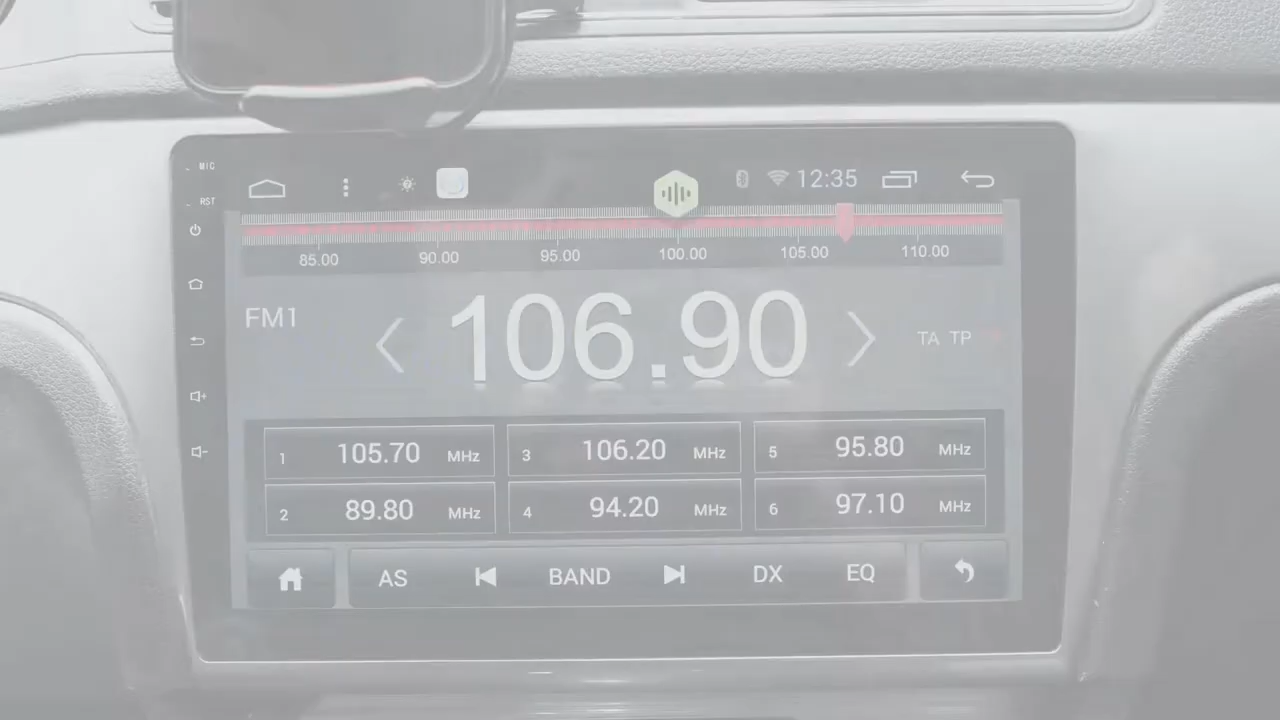 MIC
RST
12:35
85.00 90.00 95.00 100.00 105.00 110.00
FM1
106.90
TA TP
1 105.70 MHz
3 106.20 MHz
5 95.80 MHz
2 89.80 MHz
4 94.20 MHz
6 97.10 MHz
AS BAND DX EQ